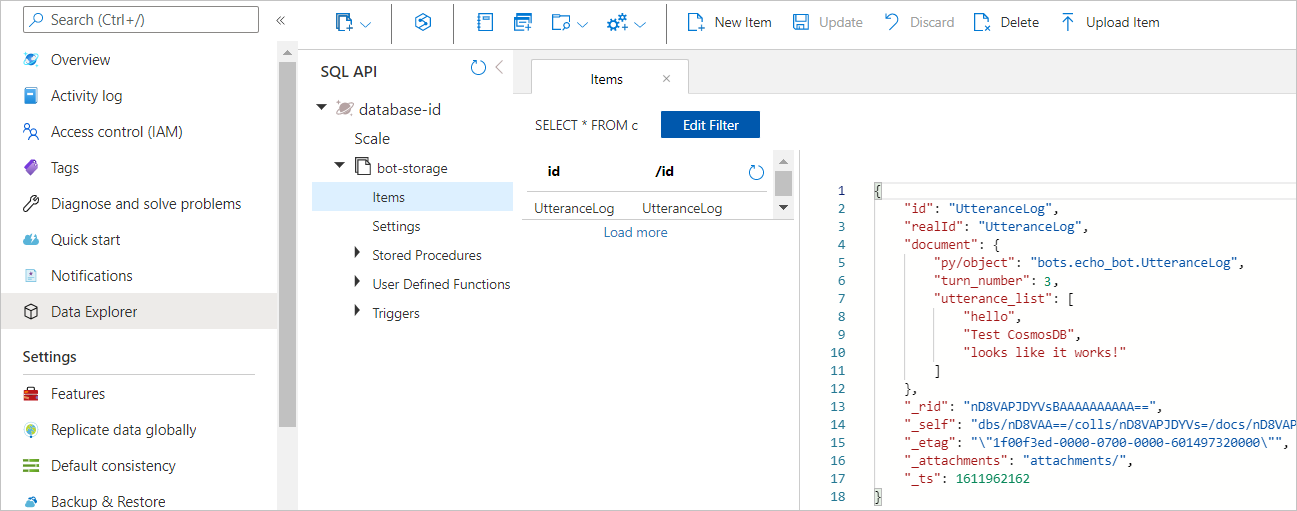 Search (Ctrl+/)
«
Overview
Activity log
Access control (IAM)
Tags
Diagnose and solve problems
Quick start
Notifications
Data Explorer
Settings
Features
Replicate data globally
Default consistency
Backup & Restore
New Item
Update
Discard
Delete
Upload Item
SQL API
database-id
Scale
bot-storage
Items
Settings
Stored Procedures
User Defined Functions
Triggers
Items
SELECT * FROM c
Edit Filter
id /id
UtteranceLog UtteranceLog
Load more
1 {
2 "id": "UtteranceLog",
3 "realId": "UtteranceLog",
4 "document": {
5 "py/object": "bots.echo_bot.UtteranceLog",
6 "turn_number": 3,
7 "utterance_list": [
8 "hello",
9 "Test CosmosDB",
10 "looks like it works!"
11 ]
12 },
13 "_rid": "nD8VAPJDYVsBAAAAAAAAAA==",
14 "_self": "dbs/nD8VAA==/colls/nD8VAPJDYVs=/docs/nD8VAP
15 "_etag": "\"1f00f3ed-0000-0700-0000-601497320000\"",
16 "_attachments": "attachments/",
17 "_ts": 1611962162
18 }